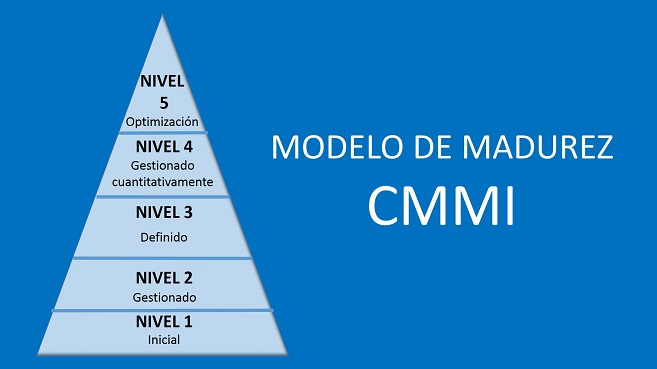 NIVEL
5
Optimización
NIVEL 4
Gestionado
cuantitativamente
NIVEL 3
Definido
NIVEL 2
Gestionado
NIVEL 1
Inicial
MODELO DE MADUREZ
CMMI